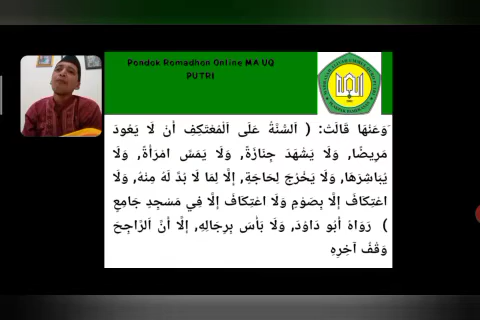 Pondok Romadhon Online MA UQ
PUTRI
وَعَنْهَا قَالَتْ: ( اَلسُّنَّةُ عَلَى اَلْمُعْتَكِفِ أَنْ لَا يَعُودَ
مَرِيضًا, وَلَا يَشْهَدَ جِنَازَةً, وَلَا يَمَسَّ امْرَأَةً, وَلَا
يُبَاشِرَهَا, وَلَا يَخْرُجَ لِحَاجَةٍ, إِلَّا لِمَا لَا بُدَّ لَهُ مِنْهُ, وَلَا
اعْتِكَافَ إِلَّا بِصَوْمٍ وَلَا اعْتِكَافَ إِلَّا فِي مَسْجِدٍ جَامِعٍ
) رَوَاهُ أَبُو دَاوُدَ, وَلَا بَأْسَ بِرِجَالِهِ, إِلَّا أَنَّ اَلرَّاجِحَ
وَقْفُ آخِرِهِ